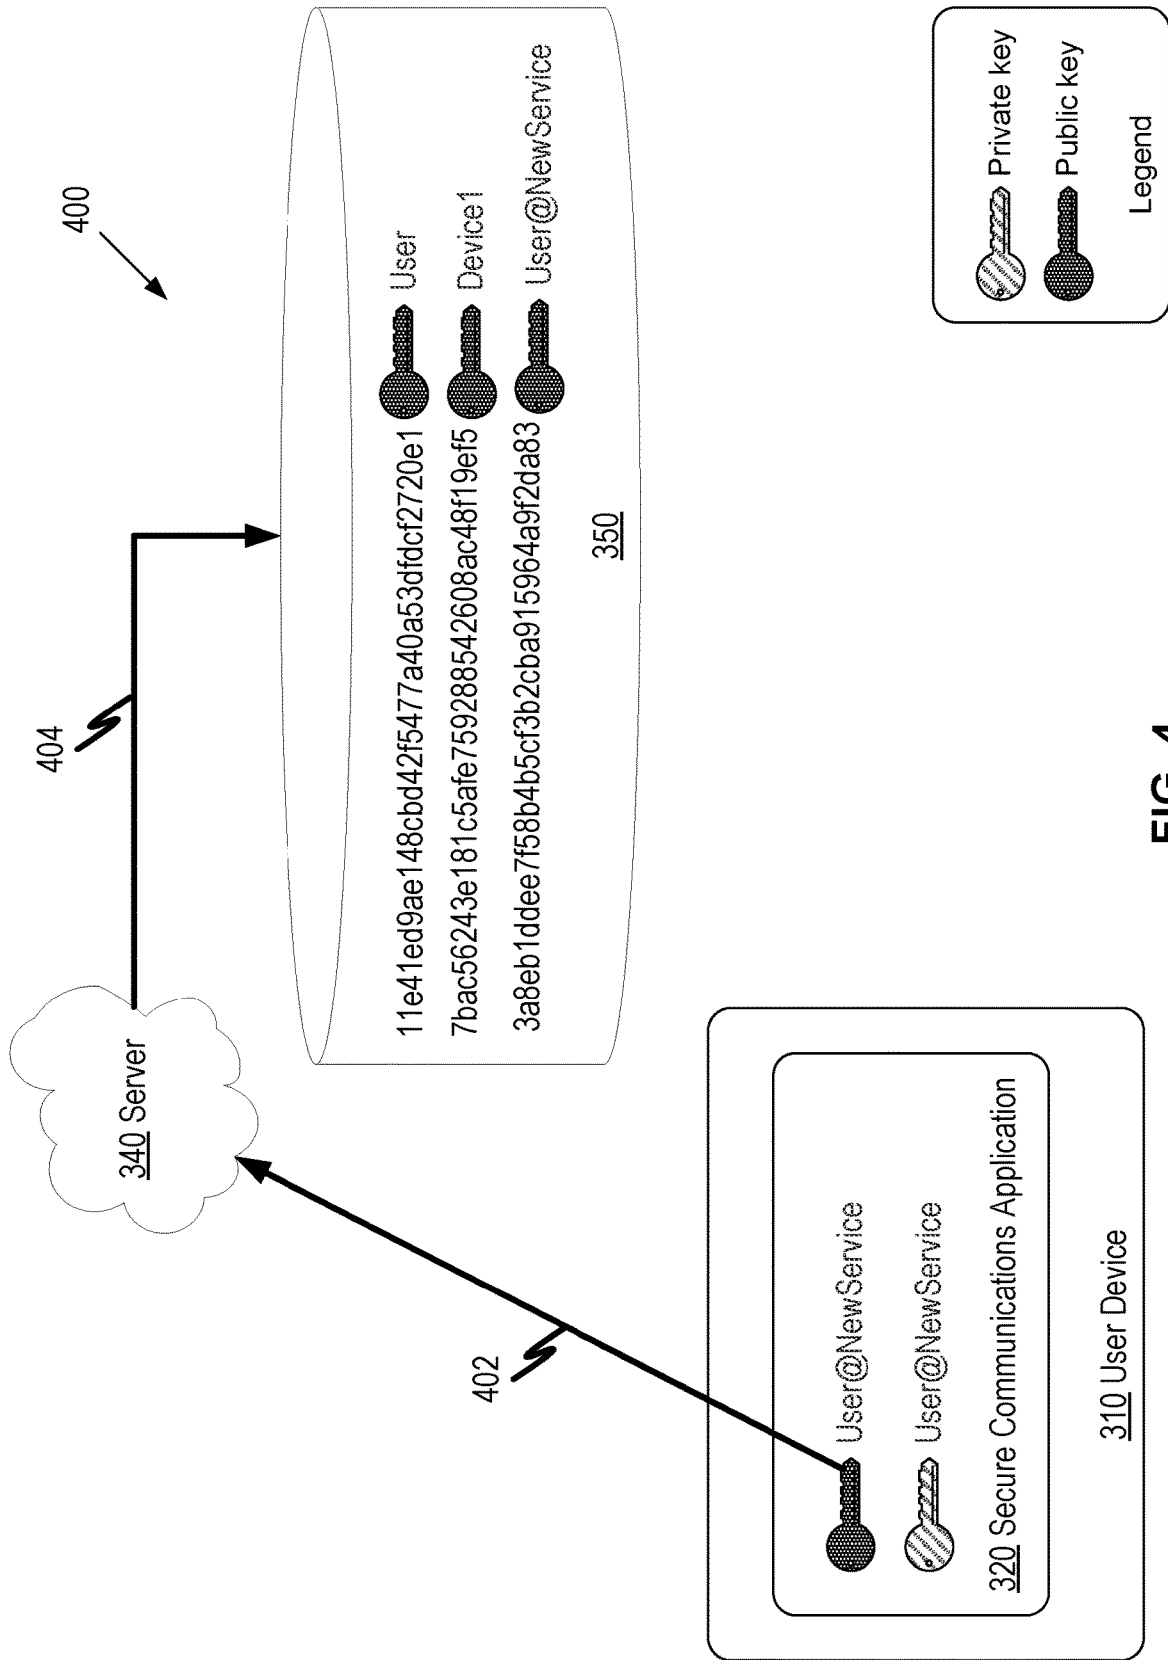 400
404
340 Server
11e41ed9ae148cbd42f5477a40a53dfdcf2720e1 User
7bac56243e181c5afe7592885542608ac48f19ef5 Device1
3a8eb1ddee7f58b4b5cf3b2cba915964a9f2da83 User@NewService
350
402
User@NewService
User@NewService
320 Secure Communications Application
310 User Device
Private key
Public key
Legend
FIG. 4